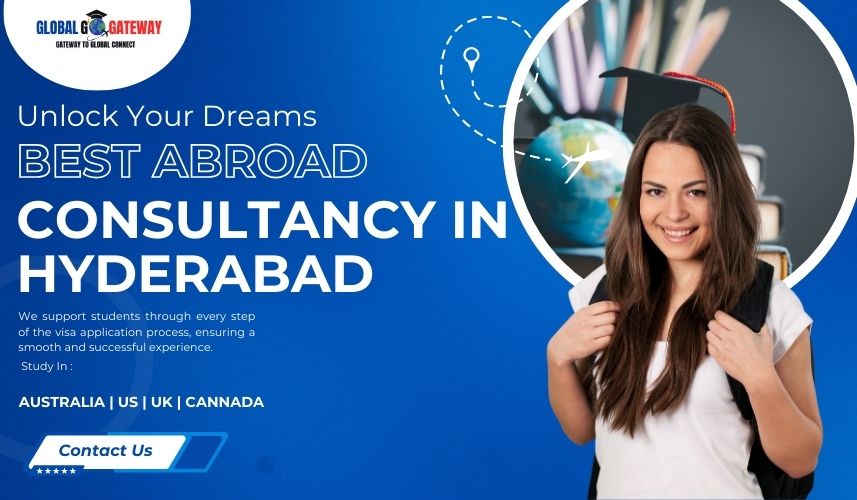 GLOBAL GO GATEWAY
GATEWAY TO GLOBAL CONNECT
Unlock Your Dreams
BEST ABROAD
CONSULTANCY IN
HYDERABAD
We support students through every step
of the visa application process, ensuring a
smooth and successful experience.
Study In :
AUSTRALIA | US | UK | CANNADA
Contact Us